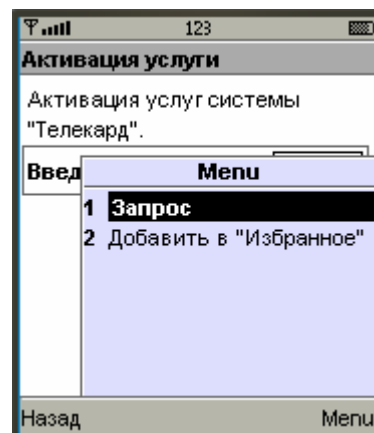 123
Активация услуги
Активация услуг системы
"Телекард".
Введ
Menu
1 Запрос
2 Добавить в "Избранное"
Назад Menu